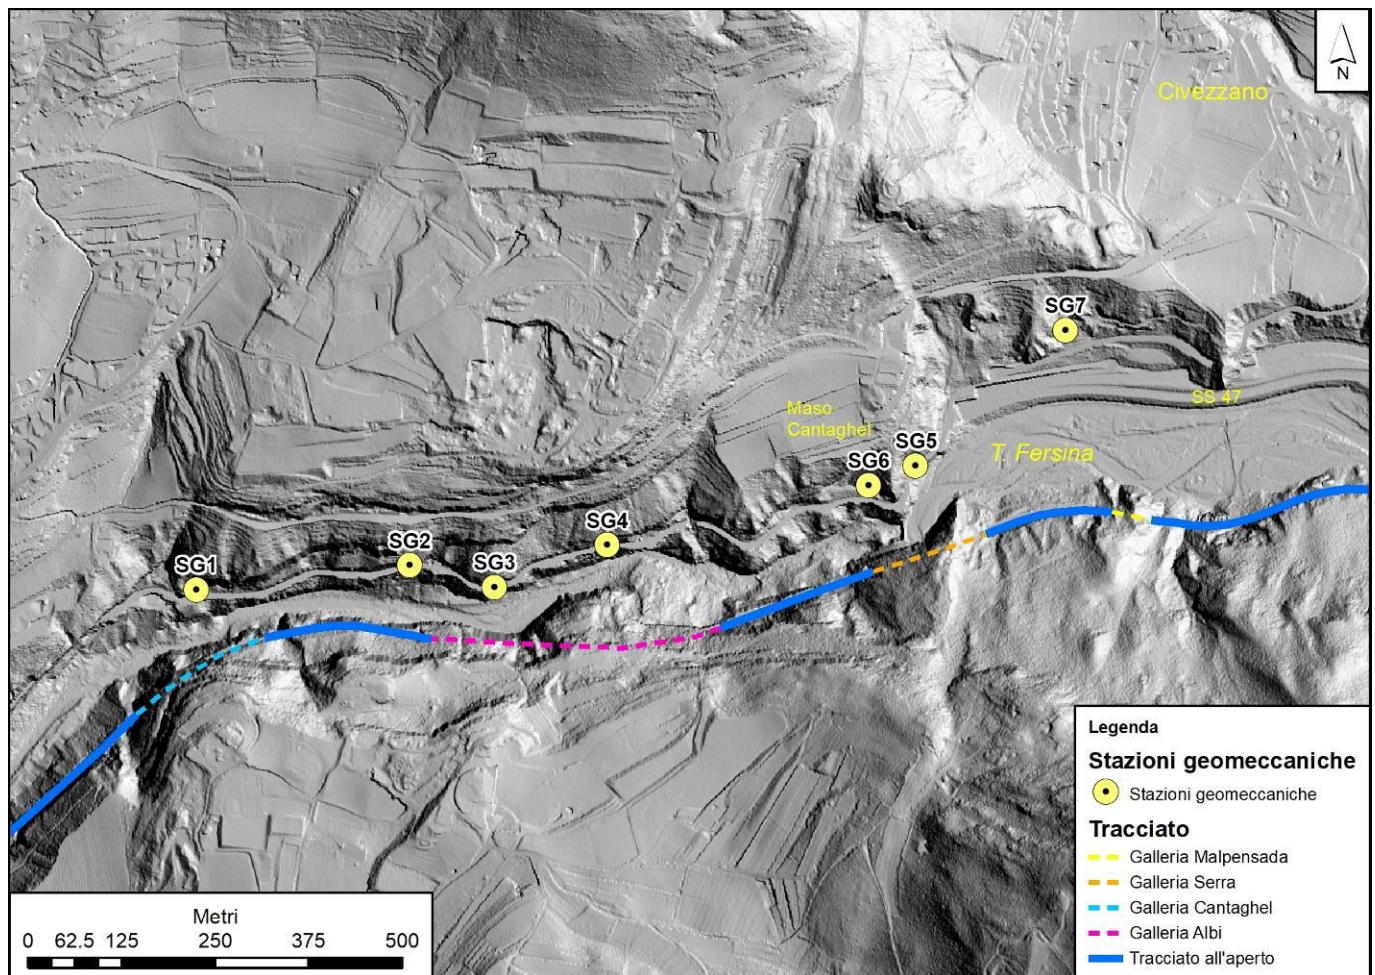 N
Civezzano
SG7
SS 47
Maso
Cantaghel
SG5
T. Fersina
SG6
SG4
SG2
SG3
SG1
Legenda
Stazioni geomeccaniche
Stazioni geomeccaniche
Tracciato
Galleria Malpensada
Galleria Serra
Galleria Cantaghel
Galleria Albi
Tracciato all'aperto
Metri
0 62.5 125 250 375 500